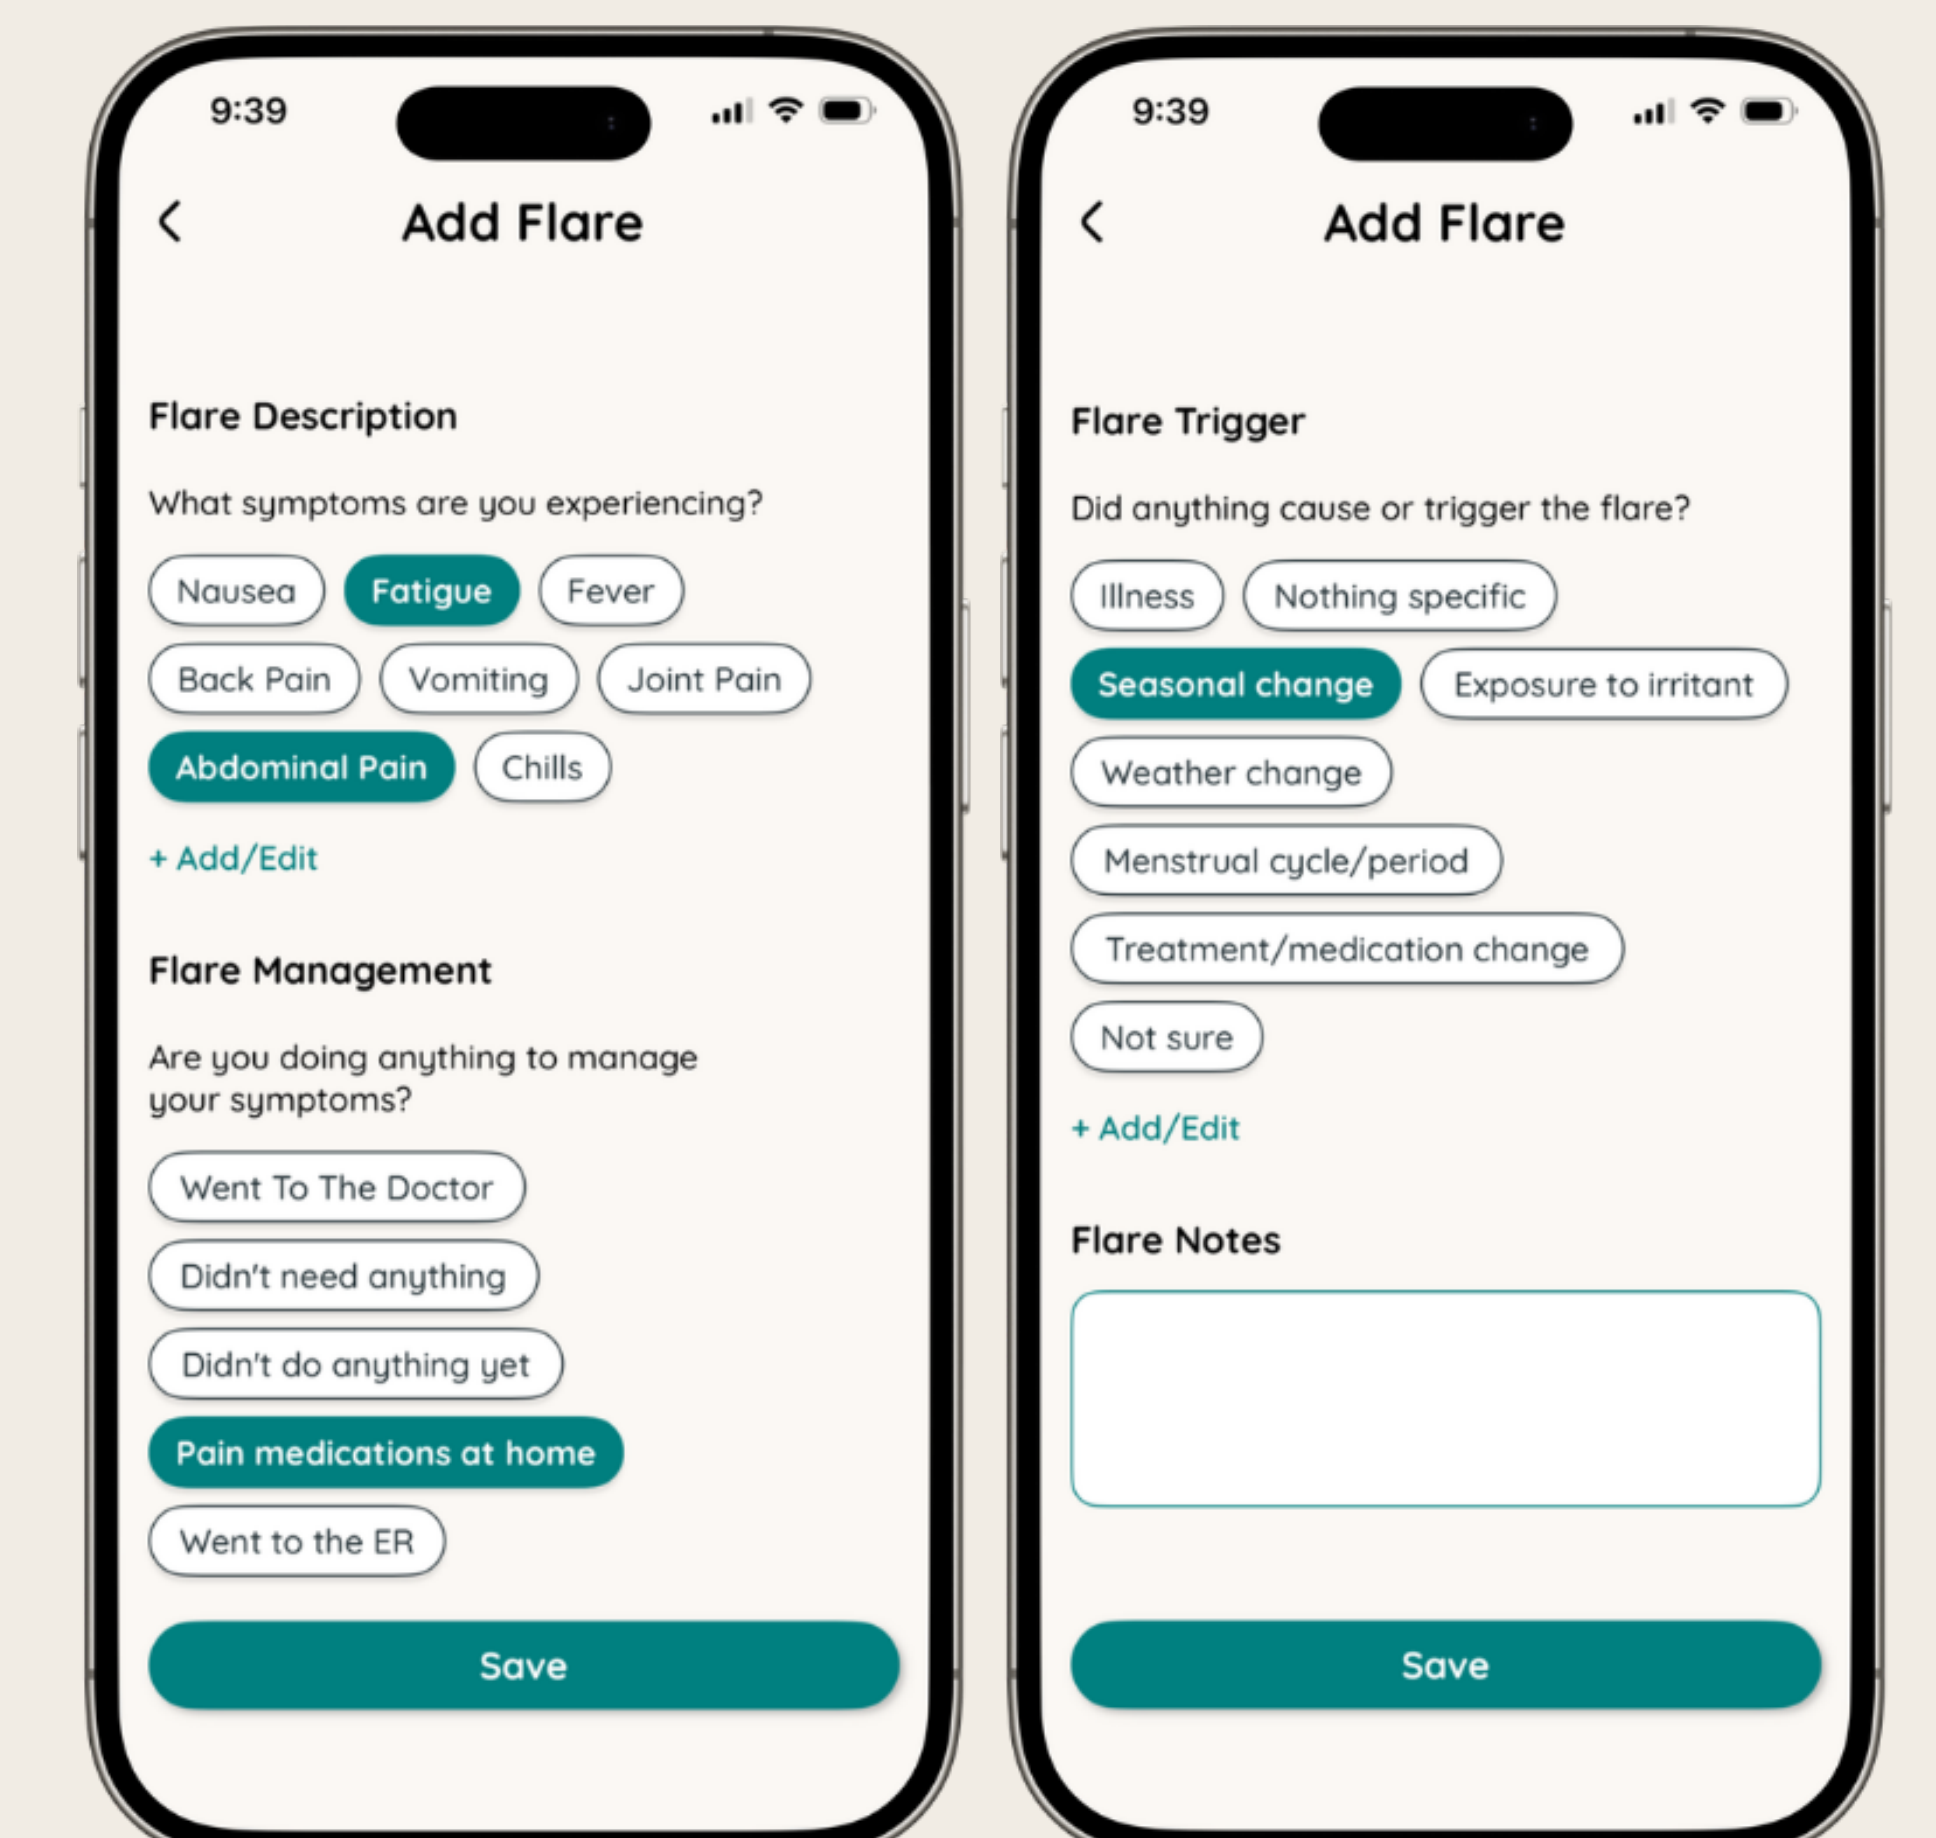 9:39
Add Flare
Flare Description
What symptoms are you experiencing?
Nausea Fatigue Fever
Back Pain Vomiting Joint Pain
Abdominal Pain Chills
+ Add/Edit
Flare Management
Are you doing anything to manage
your symptoms?
Went To The Doctor
Didn't need anything
Didn't do anything yet
Pain medications at home
Went to the ER
Save
9:39
Add Flare
Flare Trigger
Did anything cause or trigger the flare?
Illness Nothing specific
Seasonal change Exposure to irritant
Weather change
Menstrual cycle/period
Treatment/medication change
Not sure
+ Add/Edit
Flare Notes
Save